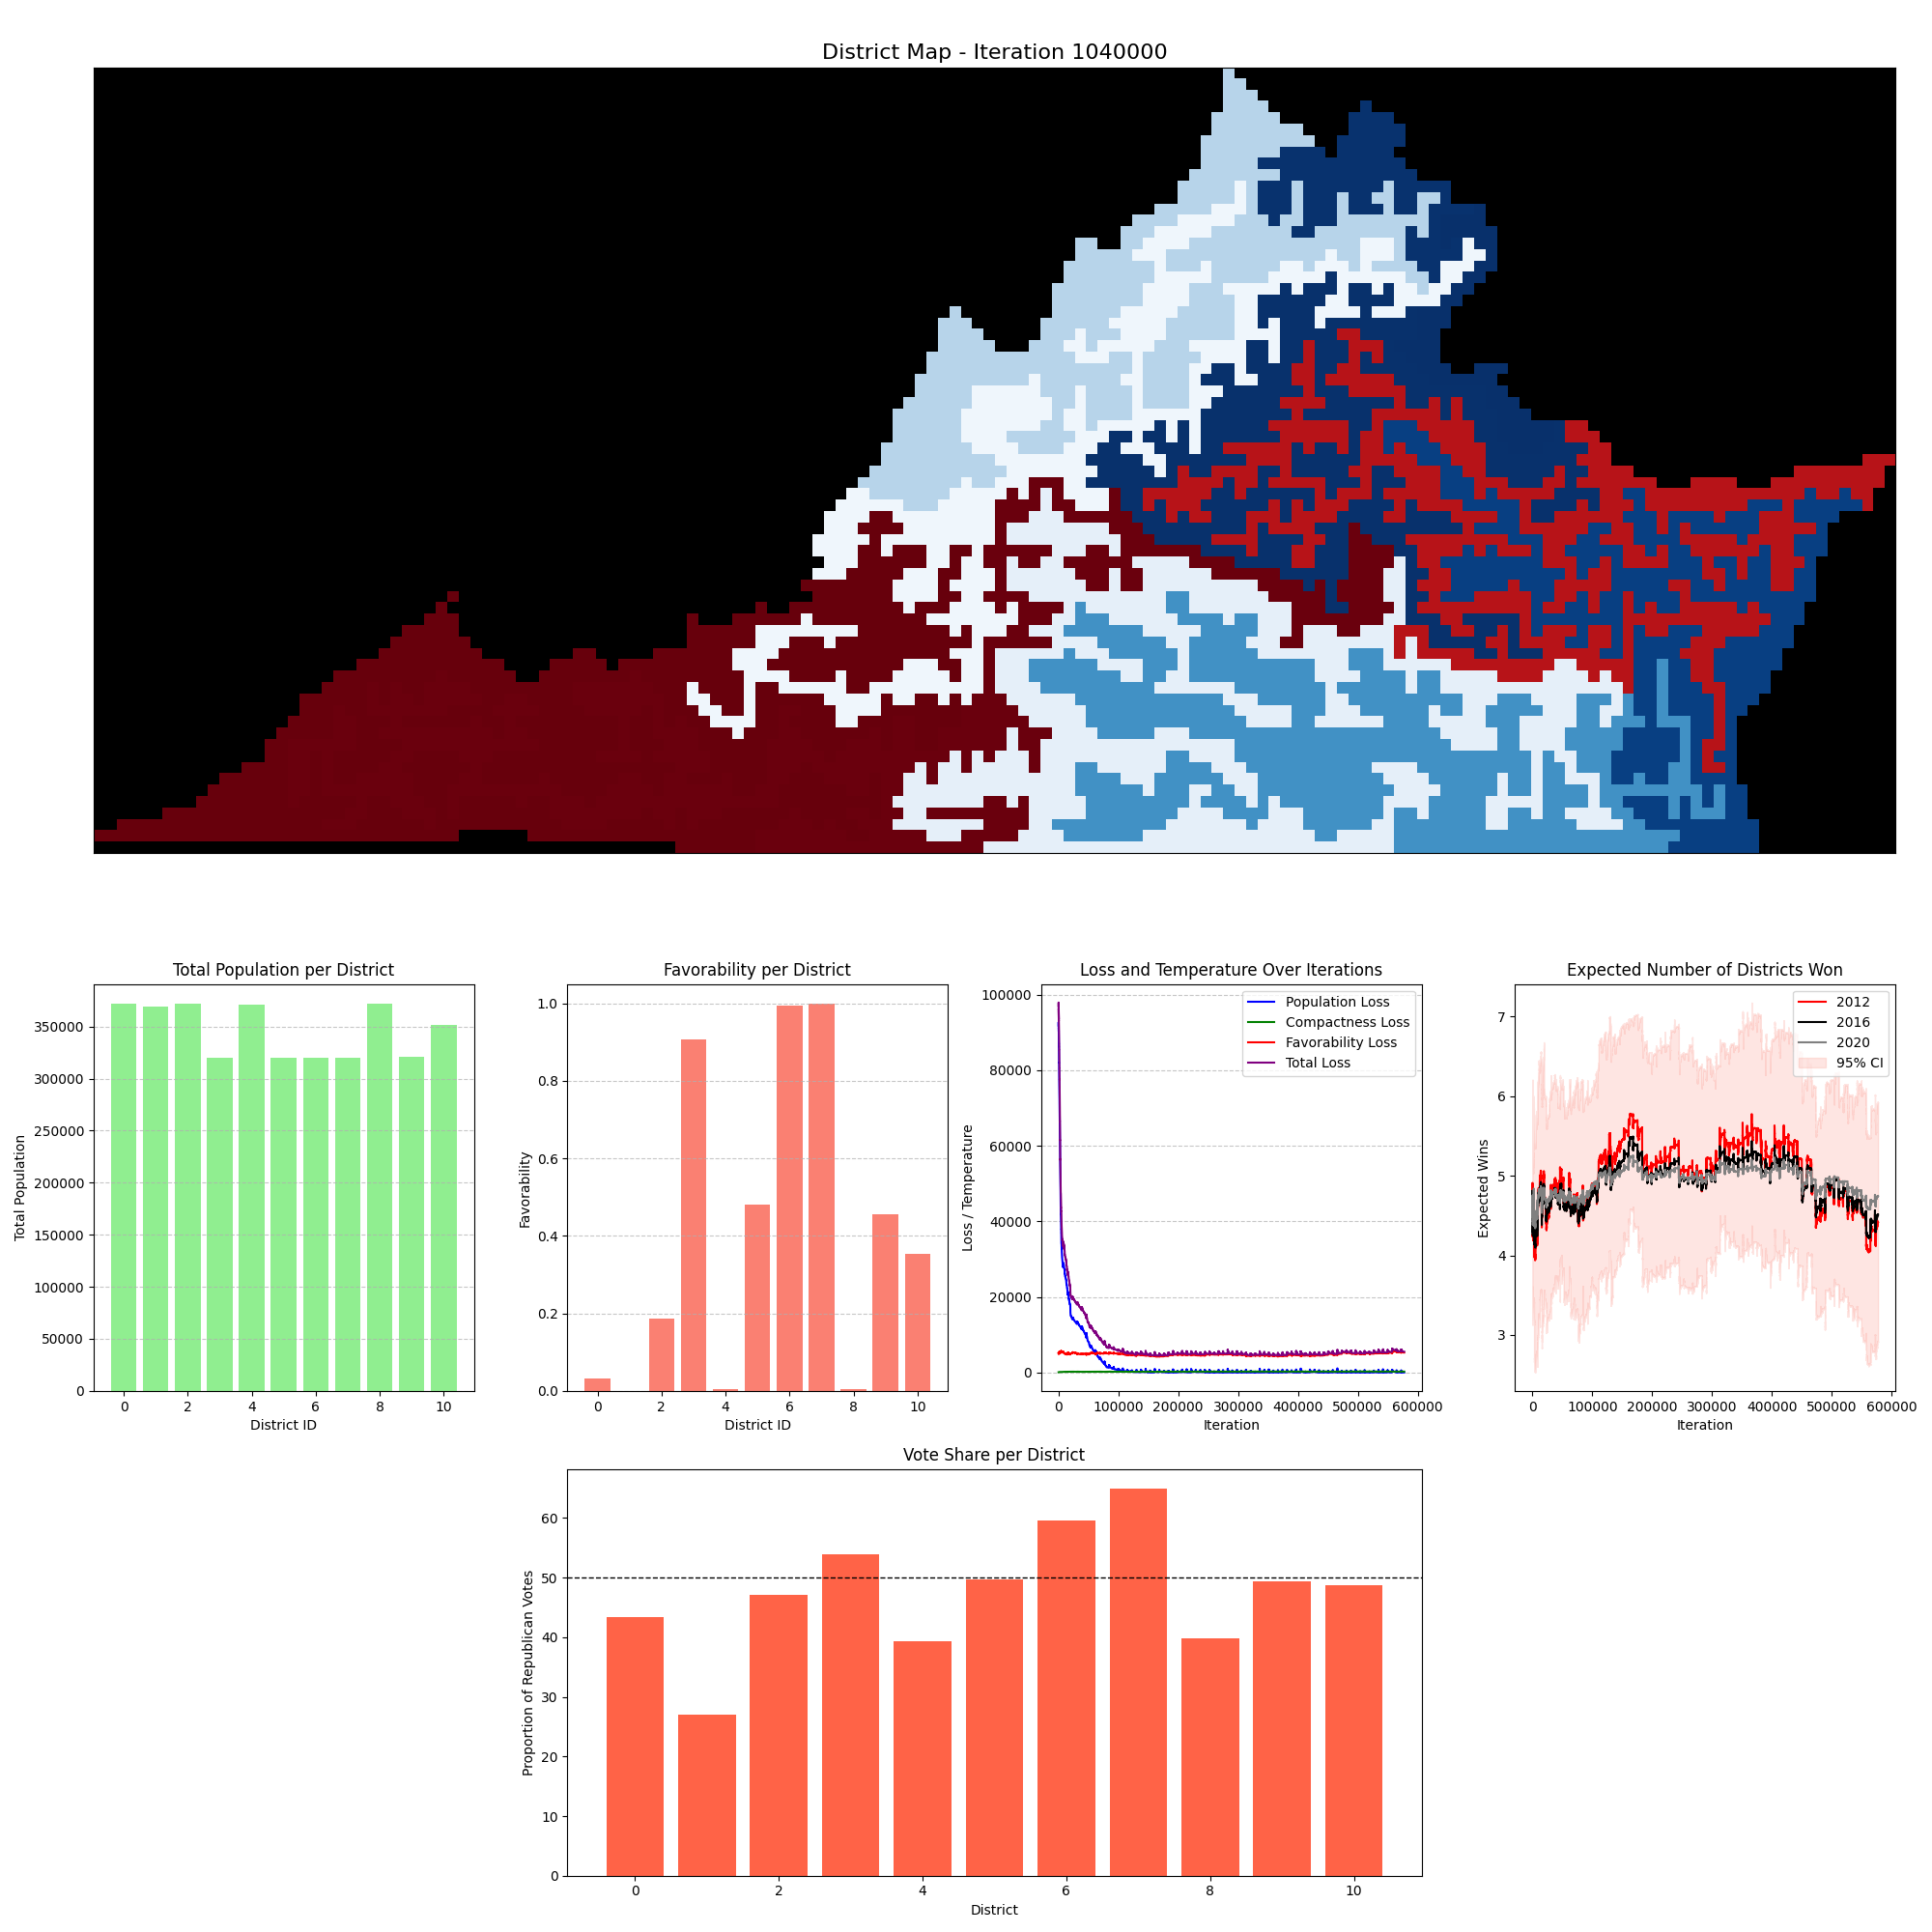 District Map - Iteration 1040000
Total Population per District
Total Population
350000
300000
250000
200000
150000
100000
50000
0
0 2 4 6 8 10
District ID
Favorability per District
Favorability
1.0
0.8
0.6
0.4
0.2
0.0
0 2 4 6 8 10
District ID
Loss and Temperature Over Iterations
Loss / Temperature
100000
80000
60000
40000
20000
0
Population Loss
Compactness Loss
Favorability Loss
Total Loss
0 100000 200000 300000 400000 500000 600000
Iteration
Expected Number of Districts Won
Expected Wins
7
6
5
4
3
2012
2016
2020
95% CI
0 100000 200000 300000 400000 500000 600000
Iteration
Vote Share per District
Proportion of Republican Votes
60
50
40
30
20
10
0
0 2 4 6 8 10
District